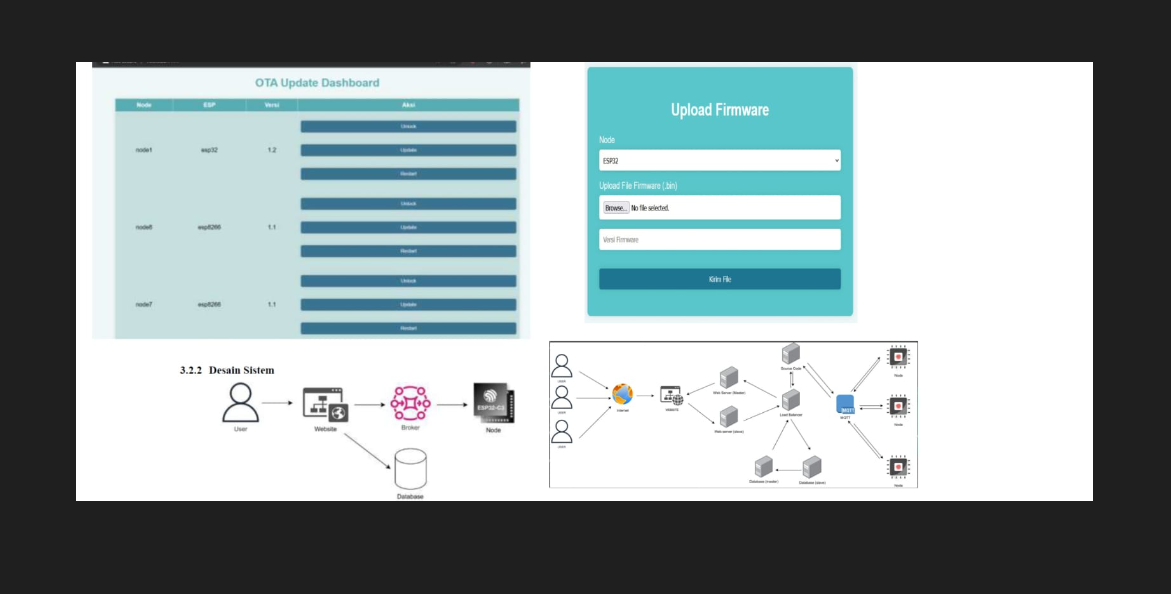 OTA Update Dashboard
Node ESP Versi Aksi
node1 esp32 1.2
Unlock
Update
Restart
node6 esp8266 1.1
Unlock
Update
Restart
node7 esp8266 1.1
Unlock
Update
Restart
Upload Firmware
Node
ESP32
Upload File Firmware (.bin)
Browse... No file selected.
Versi Firmware
Kirim File
3.2.2 Desain Sistem
User
Website
Broker
ESP32-C3
Node
Database
user
user
user
Internet
WEBSITE
Web Server (Master)
Web server (slave)
Source Code
Load Balancer
Database (master)
Database (slave)
MQTT
MQTT
Node
Node
Node